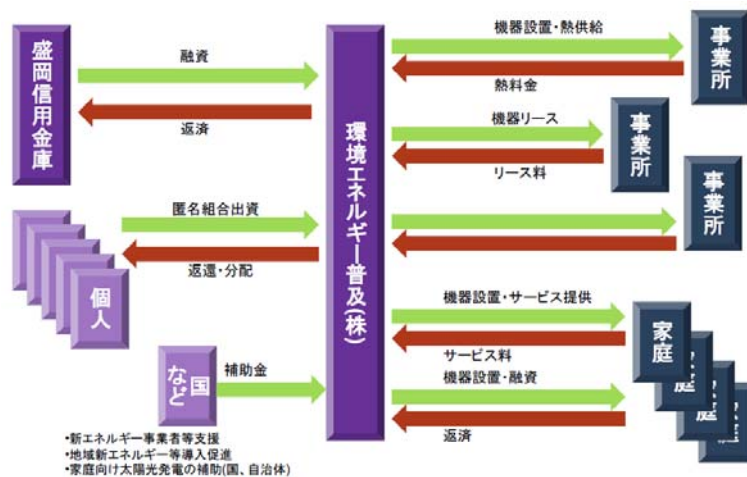 盛岡信用金庫
融資
返済
環境エネルギー普及(株)
機器設置・熱供給
熱料金
事業所
機器リース
リース料
事業所
事業所
匿名組合出資
返還・分配
個人
機器設置・サービス提供
サービス料
機器設置・融資
返済
家庭
家庭
家庭
家庭
国など
補助金
•新エネルギー事業者等支援
•地域新エネルギー等導入促進
•家庭向け太陽光発電の補助(国、自治体)